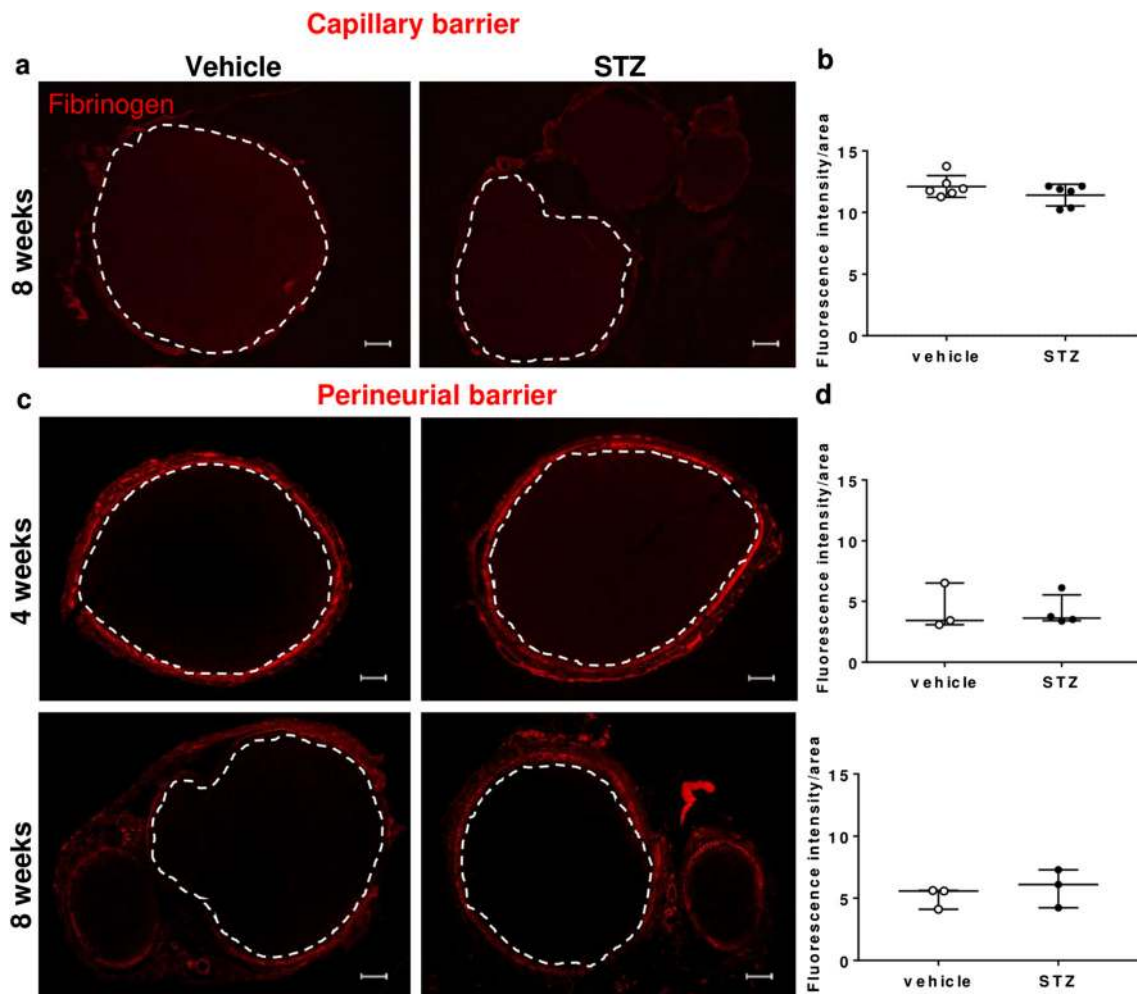 Capillary barrier
a
Vehicle
STZ
b
Fibrinogen
8 weeks
Fluorescence intensity/area
15
10
5
0
vehicle
STZ
c
Perineurial barrier
d
4 weeks
Fluorescence intensity/area
15
10
5
0
vehicle
STZ
8 weeks
Fluorescence intensity/area
15
10
5
0
vehicle
STZ